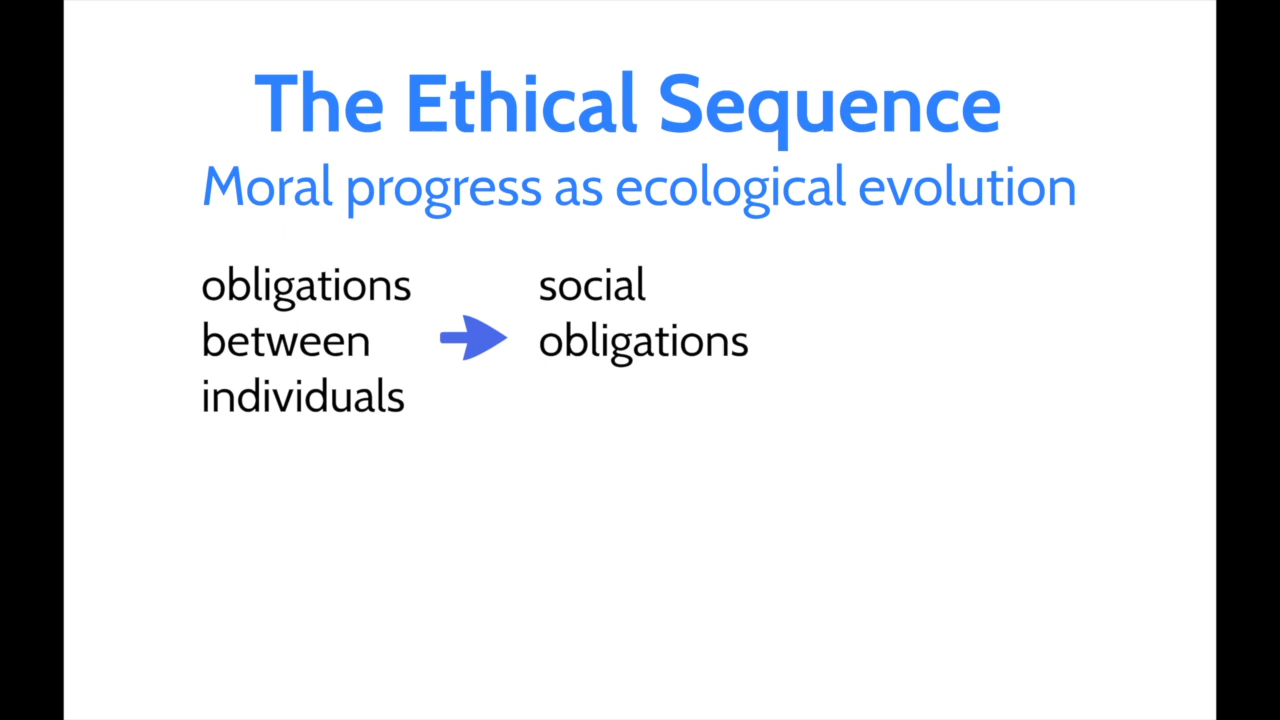 The Ethical Sequence
Moral progress as ecological evolution
obligations
between
individuals
social
obligations